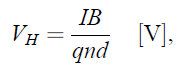 V_H = IB / qnd [V],